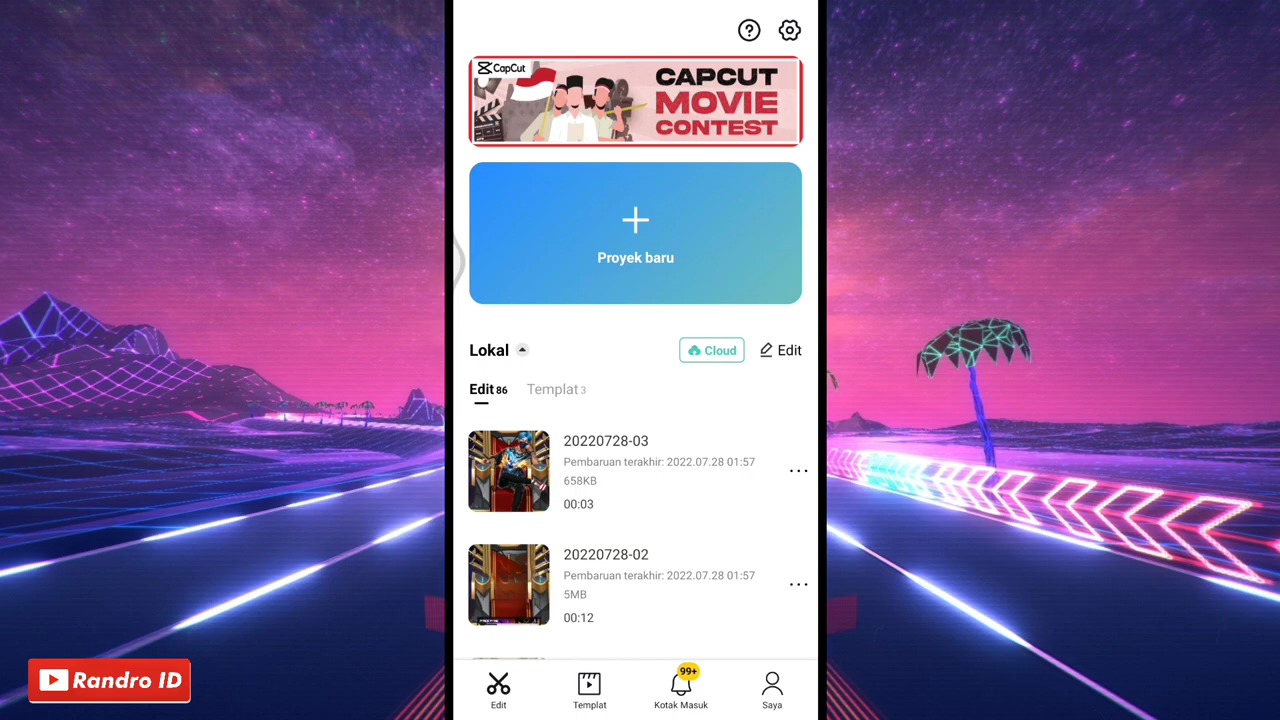 CapCut
CAPCUT
MOVIE
CONTEST
Proyek baru
Lokal
Cloud
Edit
Edit 86
Templat 3
20220728-03
Pembaruan terakhir: 2022.07.28 01:57
658KB
00:03
20220728-02
Pembaruan terakhir: 2022.07.28 01:57
5MB
00:12
99+
Edit
Templat
Kotak Masuk
Saya
Randro ID